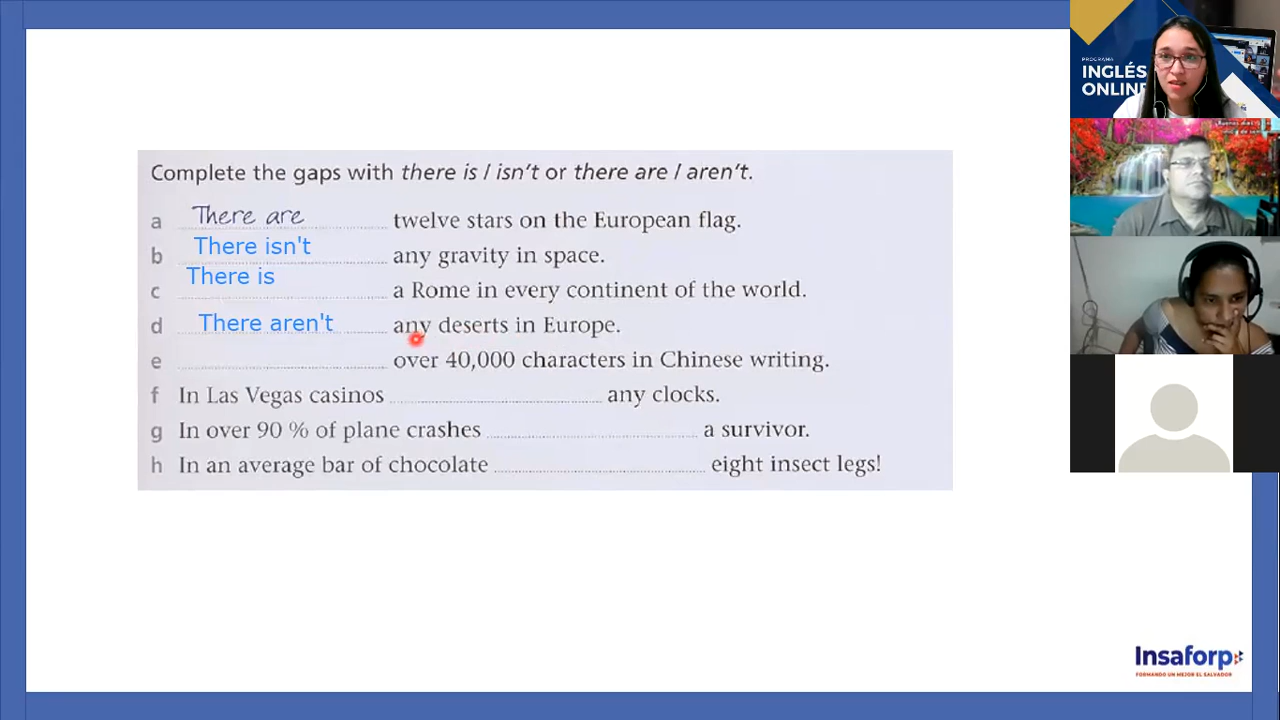 Complete the gaps with there is / isn't or there are / aren't.
a There are twelve stars on the European flag.
b There isn't any gravity in space.
c There is a Rome in every continent of the world.
d There aren't any deserts in Europe.
e over 40,000 characters in Chinese writing.
f In Las Vegas casinos any clocks.
g In over 90 % of plane crashes a survivor.
h In an average bar of chocolate eight insect legs!
PROGRAMA
INGLÉS
ONLINE
Insaforp
FORMANDO UN MEJOR EL SALVADOR